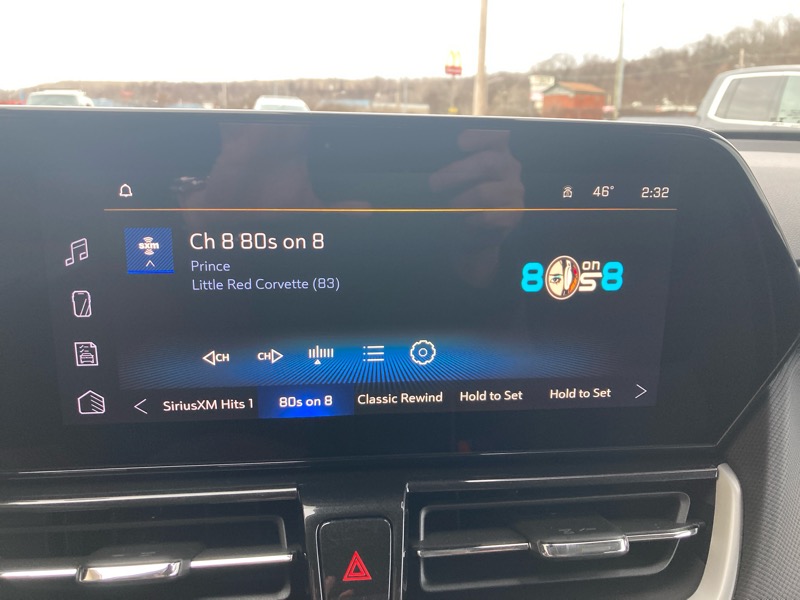 46° 2:32
sxm
Ch 8 80s on 8
Prince
Little Red Corvette (83)
80s on 8
CH CH
SiriusXM Hits 1 80s on 8 Classic Rewind Hold to Set Hold to Set